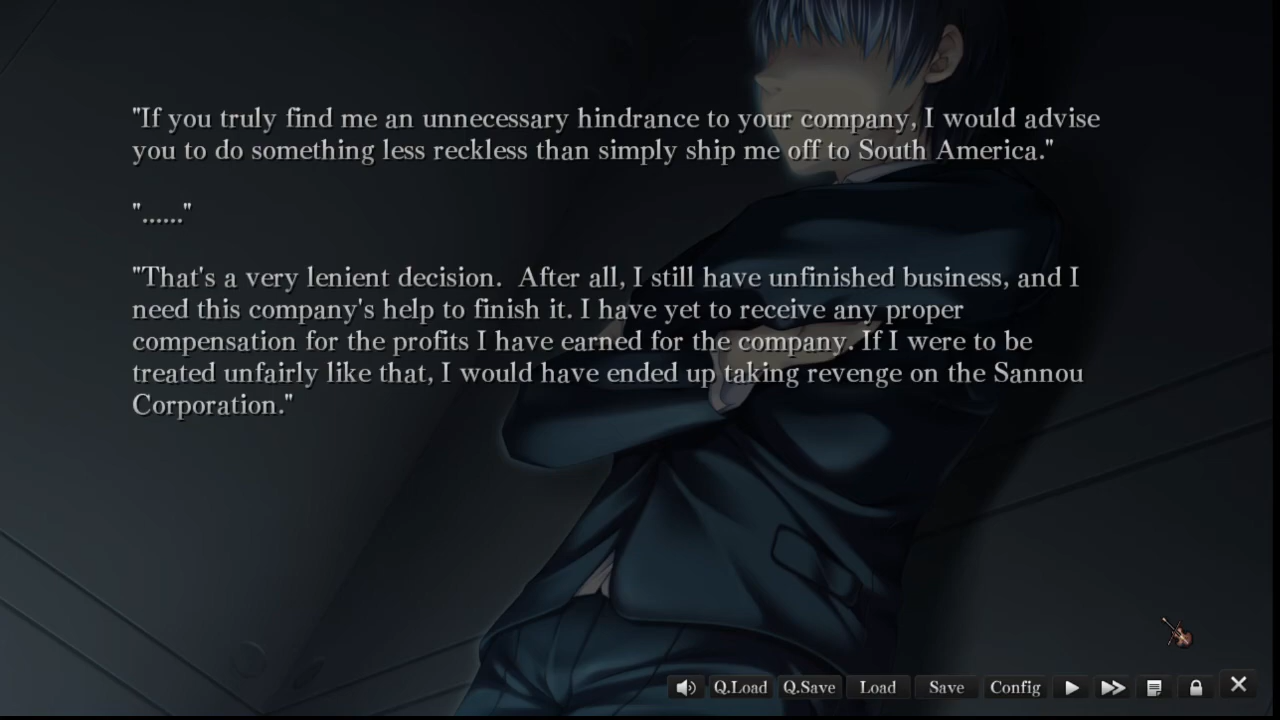 "If you truly find me an unnecessary hindrance to your company, I would advise
you to do something less reckless than simply ship me off to South America."
"......"
"That's a very lenient decision.  After all, I still have unfinished business, and I
need this company's help to finish it. I have yet to receive any proper
compensation for the profits I have earned for the company. If I were to be
treated unfairly like that, I would have ended up taking revenge on the Sannou
Corporation."
Q.Load Q.Save Load Save Config